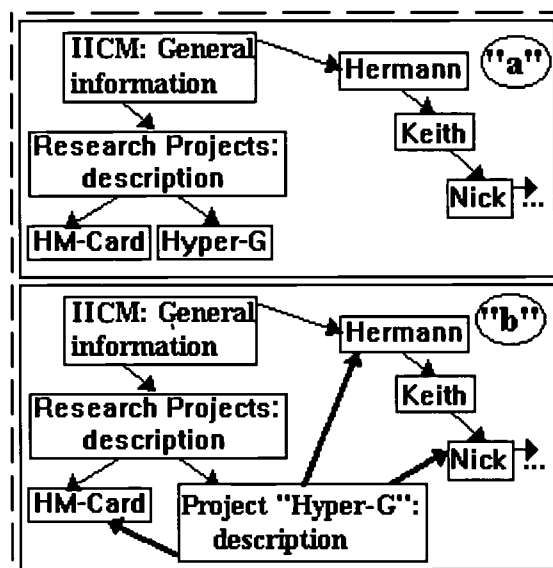 IICM: General
information
Hermann
"a"
Keith
Research Projects:
description
Nick
...
HM-Card
Hyper-G
IICM: General
information
Hermann
"b"
Keith
Research Projects:
description
Nick
...
HM-Card
Project "Hyper-G":
description